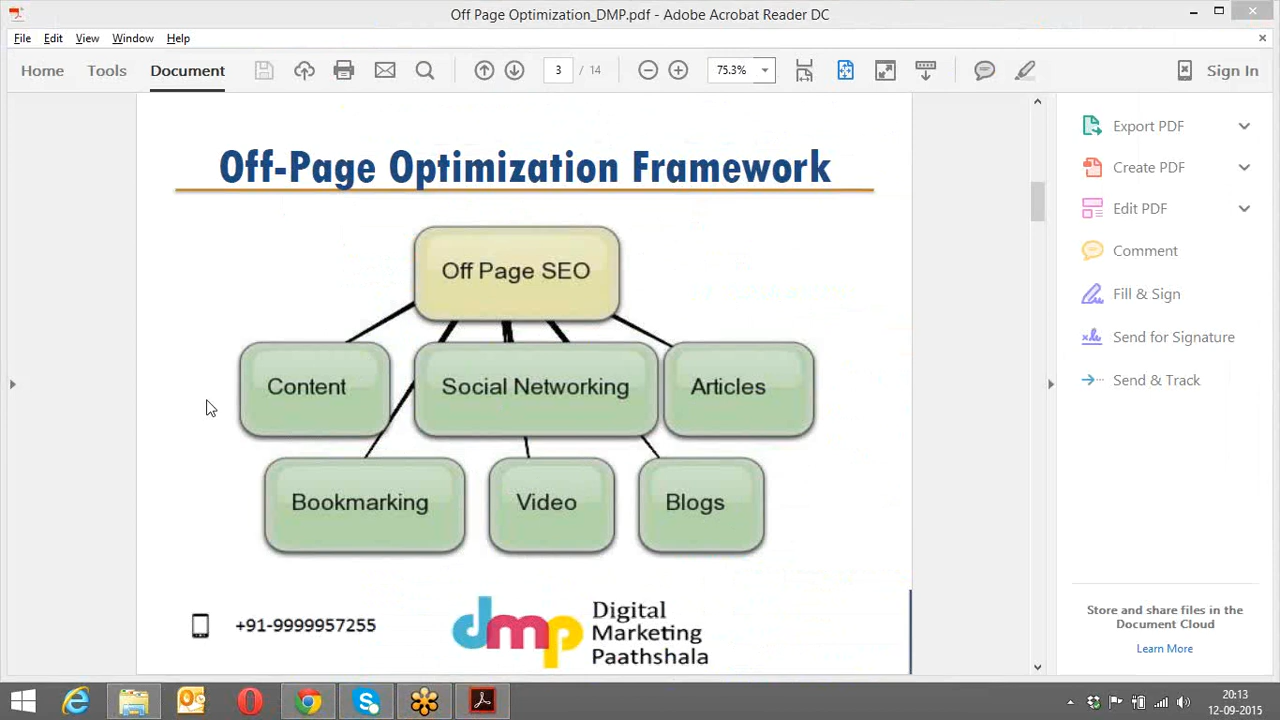 Off Page Optimization_DMP.pdf - Adobe Acrobat Reader DC
File Edit View Window Help
Home Tools Document 3 / 14 75.3% Sign In
Off-Page Optimization Framework
Off Page SEO
Content Social Networking Articles
Bookmarking Video Blogs
+91-9999957255
dmp Digital
Marketing
Paathshala
Export PDF
Create PDF
Edit PDF
Comment
Fill & Sign
Send for Signature
Send & Track
Store and share files in the
Document Cloud
Learn More
20:13
12-09-2015